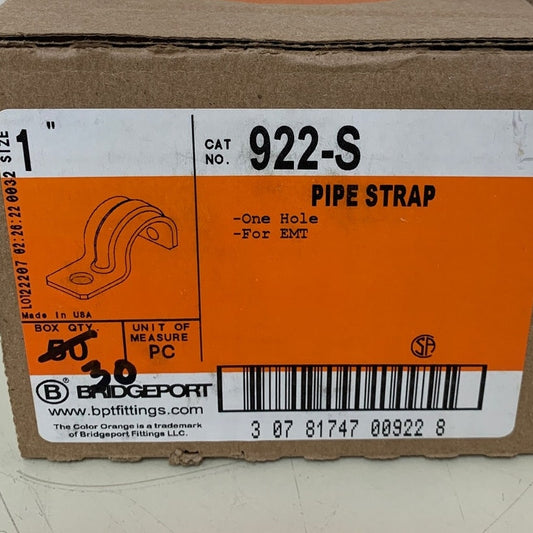 SIZE 1"
CAT NO. 922-S
PIPE STRAP
-One Hole
-For EMT
LOT22207 02:26:22 0032
Made In USA
BOX QTY.
50
30
UNIT OF MEASURE
PC
SA
B® BRIDGEPORT
www.bptfittings.com
The Color Orange is a trademark
of Bridgeport Fittings LLC.
3 07 81747 00922 8